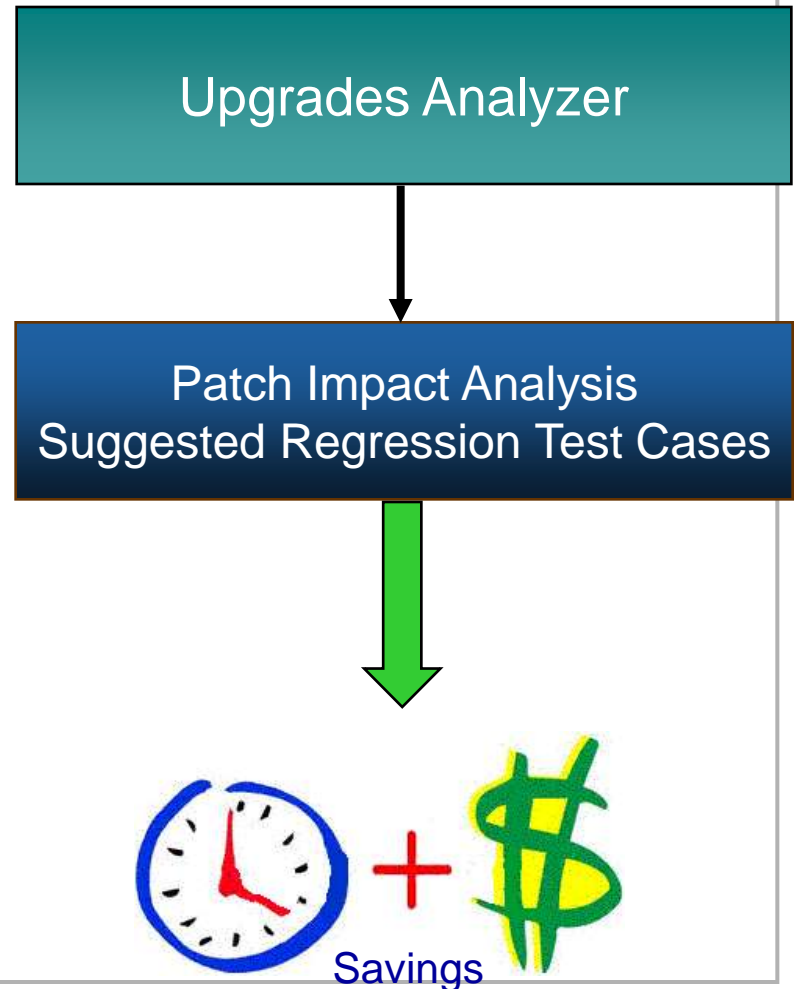 Upgrades Analyzer
Patch Impact Analysis
Suggested Regression Test Cases
+ $
Savings